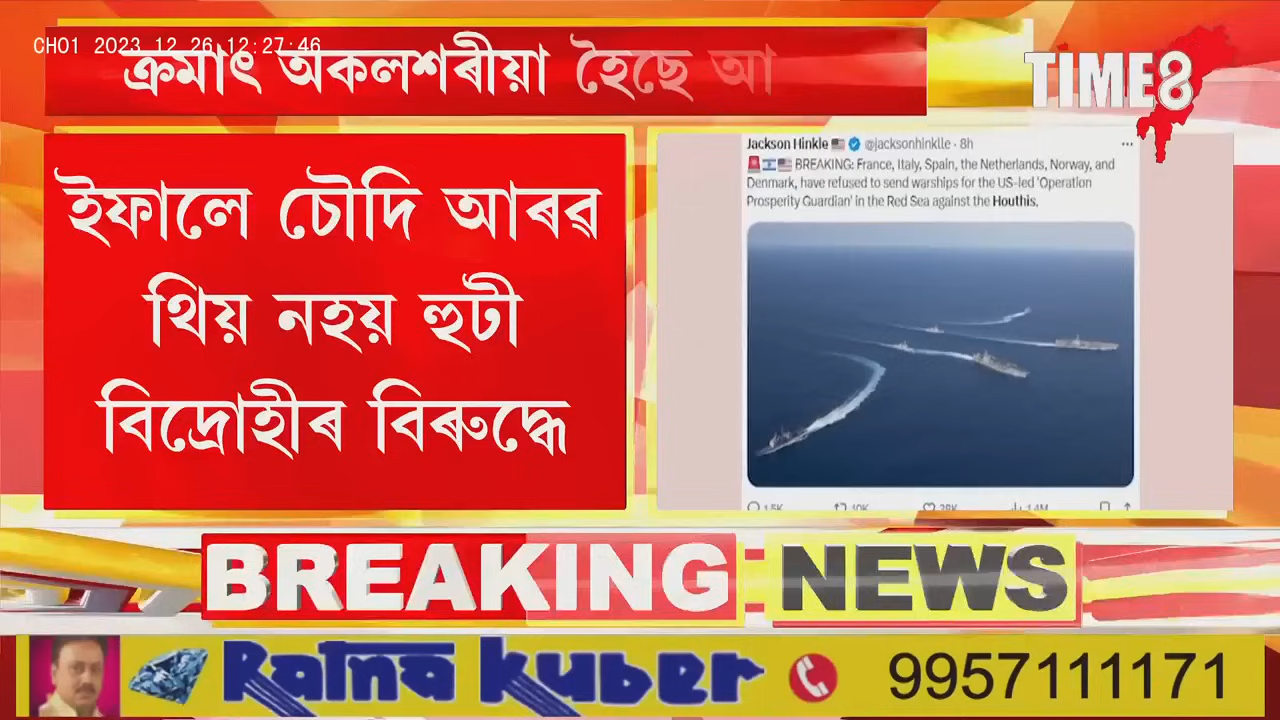 CH01 2023 12 26 12:27:46
ক্ৰমাৎ অকলশৰীয়া হৈছে আ
TIME8
ইফালে চৌদি আৰৱ
থিয় নহয় হুটী
বিদ্ৰোহীৰ বিৰুদ্ধে
Jackson Hinkle @jacksonhinklle · 8h
BREAKING: France, Italy, Spain, the Netherlands, Norway, and
Denmark, have refused to send warships for the US-led 'Operation
Prosperity Guardian' in the Red Sea against the Houthis.
BREAKING NEWS
Ratna Kuber 9957111171